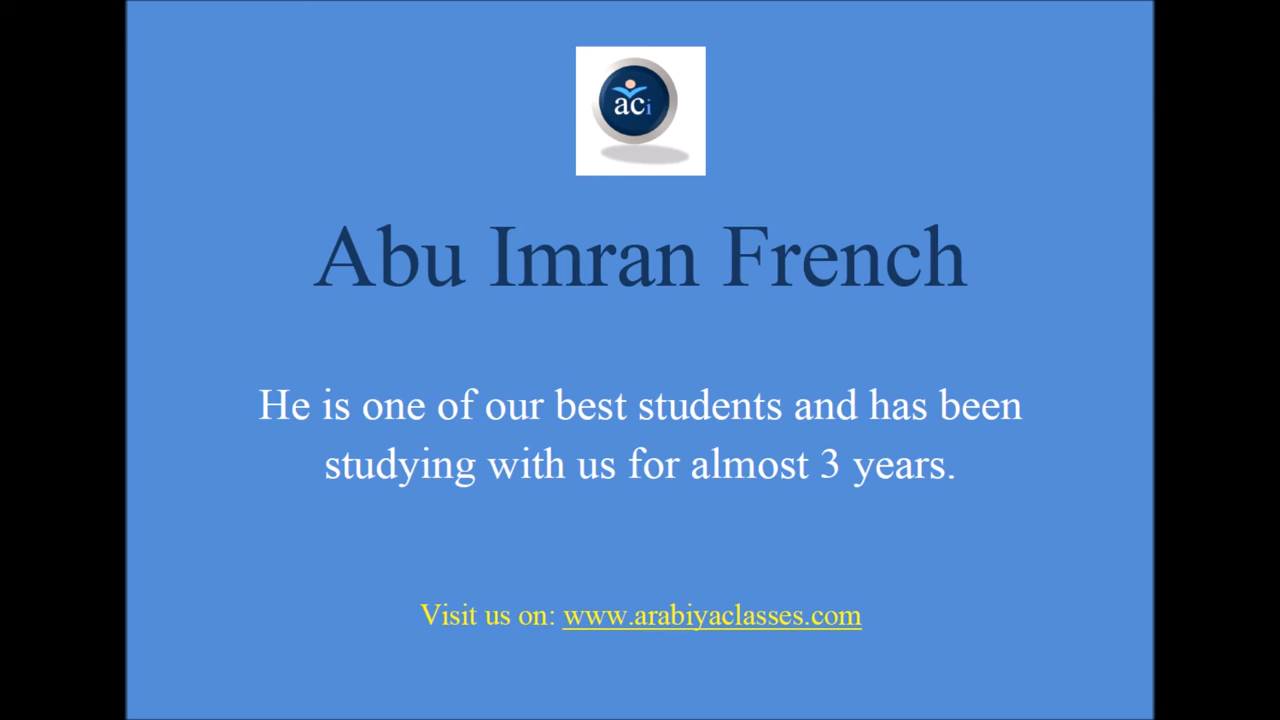 aci
Abu Imran French
He is one of our best students and has been
studying with us for almost 3 years.
Visit us on: www.arabiyaclasses.com